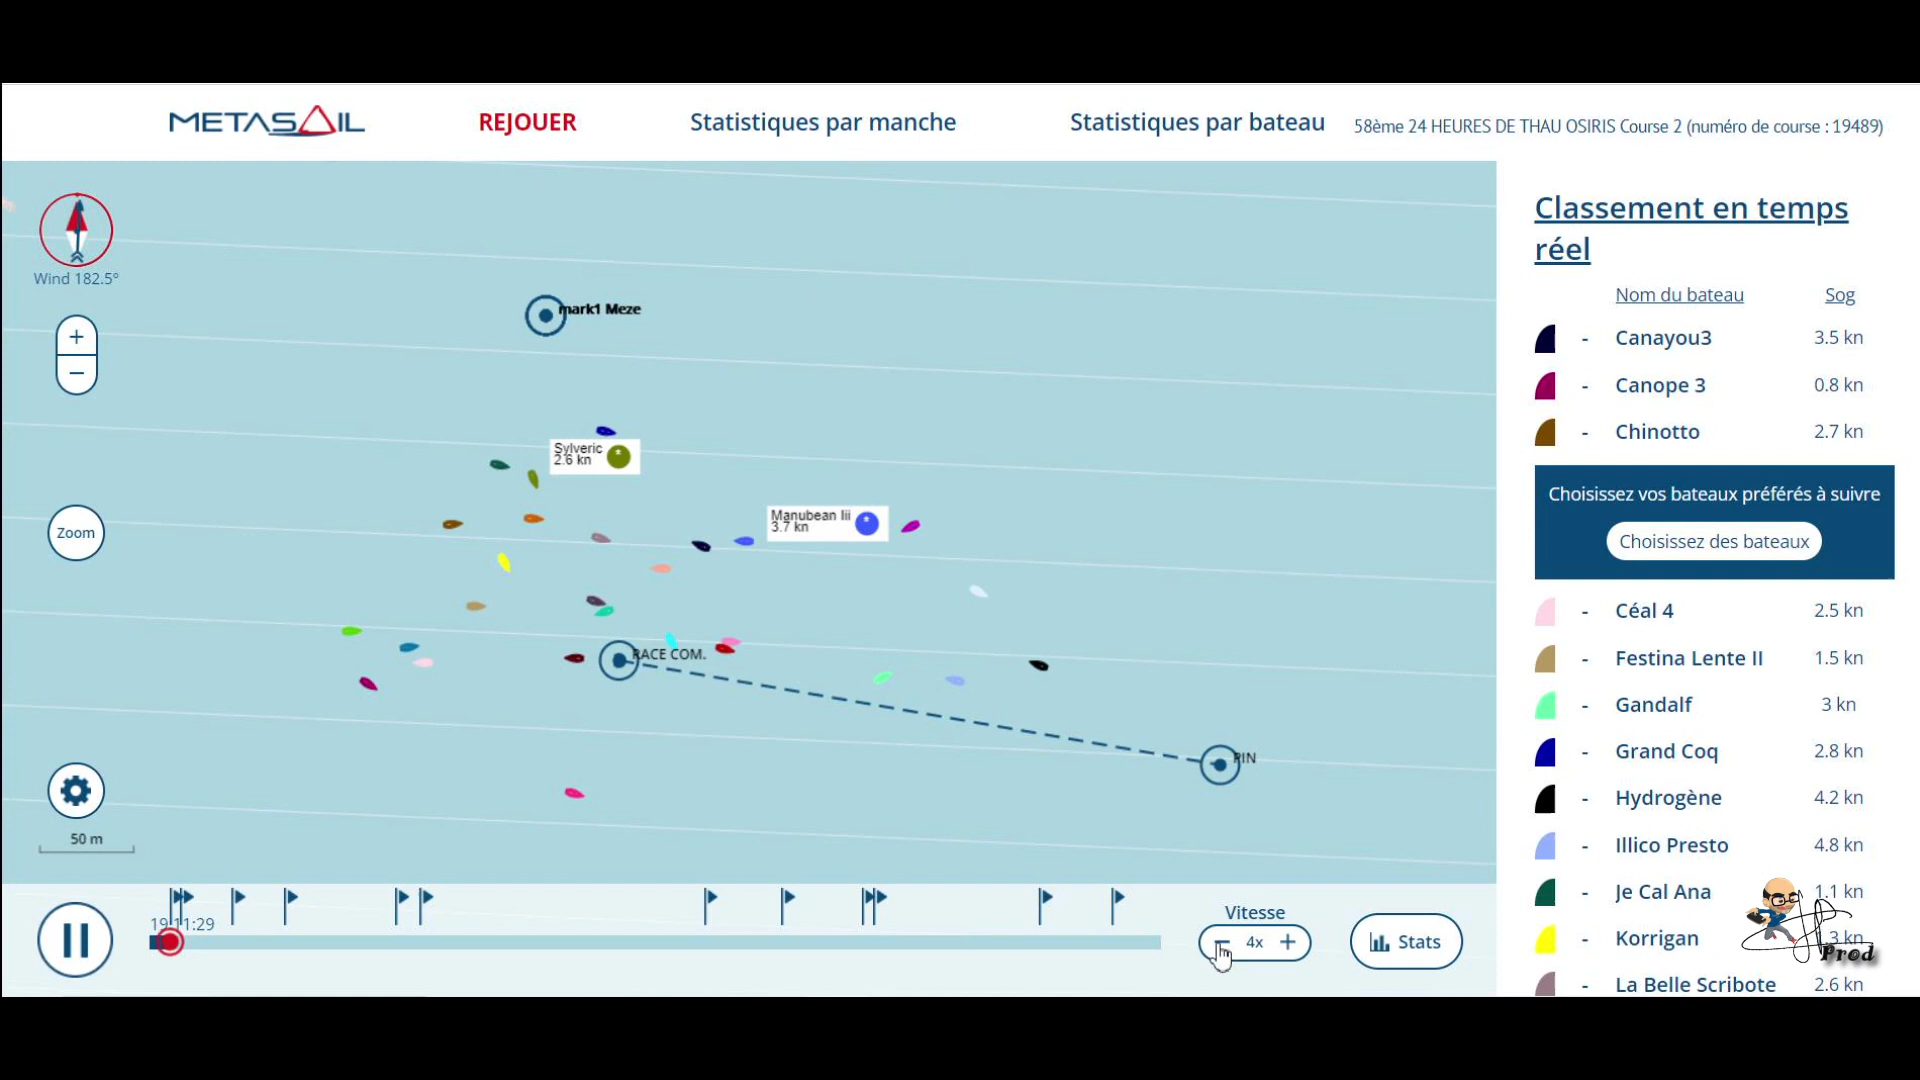 METASAIL
REJOUER
Statistiques par manche
Statistiques par bateau
58ème 24 HEURES DE THAU OSIRIS Course 2 (numéro de course : 19489)
Wind 182.5°
+
−
Zoom
50 m
mark1 Meze
Sylveric
2.6 kn
*
Manubean Iii
3.7 kn
*
RACE COM.
PIN
Classement en temps
réel
Nom du bateau Sog
- Canayou3 3.5 kn
- Canope 3 0.8 kn
- Chinotto 2.7 kn
Choisissez vos bateaux préférés à suivre
Choisissez des bateaux
- Céal 4 2.5 kn
- Festina Lente II 1.5 kn
- Gandalf 3 kn
- Grand Coq 2.8 kn
- Hydrogène 4.2 kn
- Illico Presto 4.8 kn
- Je Cal Ana 1.1 kn
- Korrigan 3 kn
- La Belle Scribote 2.6 kn
Prod
19:11:29
Vitesse
− 4x +
Stats